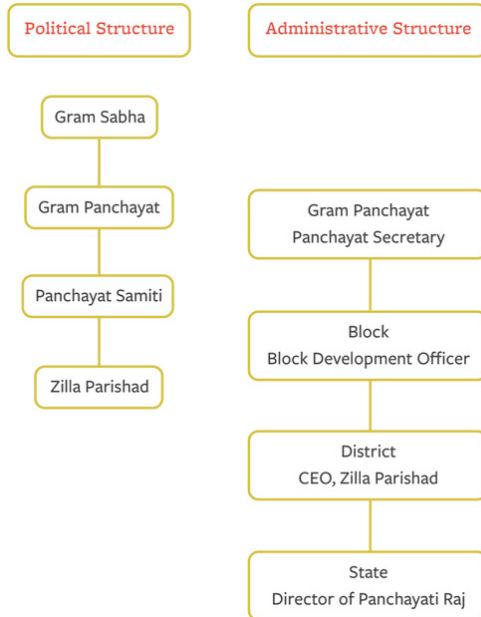 Political Structure
Administrative Structure
Gram Sabha
Gram Panchayat
Panchayat Samiti
Zilla Parishad
Gram Panchayat
Panchayat Secretary
Block
Block Development Officer
District
CEO, Zilla Parishad
State
Director of Panchayati Raj